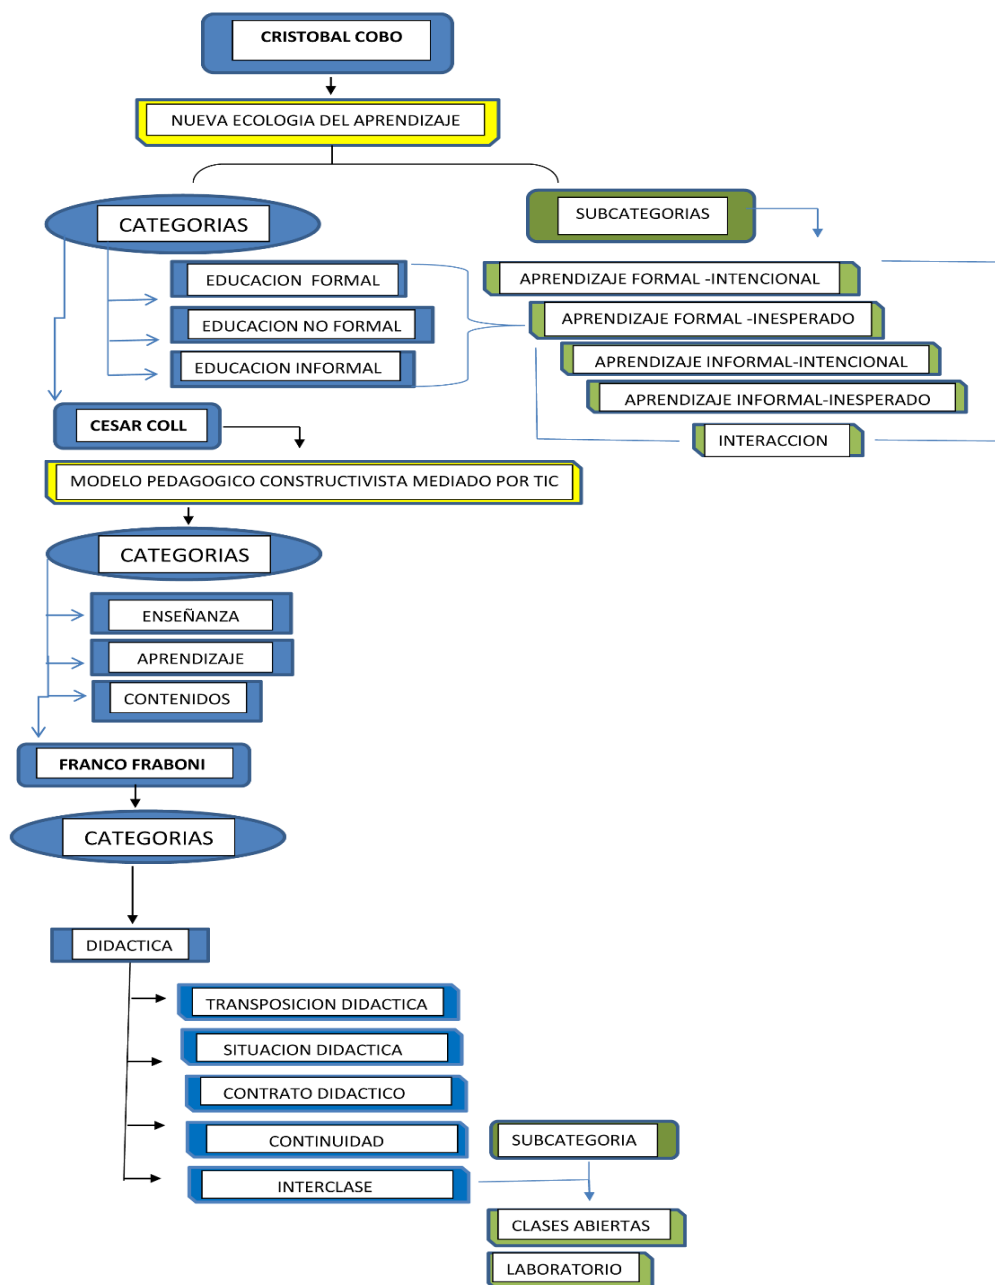 CRISTOBAL COBO
NUEVA ECOLOGIA DEL APRENDIZAJE
CATEGORIAS
SUBCATEGORIAS
EDUCACION FORMAL
EDUCACION NO FORMAL
EDUCACION INFORMAL
APRENDIZAJE FORMAL -INTENCIONAL
APRENDIZAJE FORMAL -INESPERADO
APRENDIZAJE INFORMAL-INTENCIONAL
APRENDIZAJE INFORMAL-INESPERADO
INTERACCION
CESAR COLL
MODELO PEDAGOGICO CONSTRUCTIVISTA MEDIADO POR TIC
CATEGORIAS
ENSEÑANZA
APRENDIZAJE
CONTENIDOS
FRANCO FRABONI
CATEGORIAS
DIDACTICA
TRANSPOSICION DIDACTICA
SITUACION DIDACTICA
CONTRATO DIDACTICO
CONTINUIDAD
INTERCLASE
SUBCATEGORIA
CLASES ABIERTAS
LABORATORIO